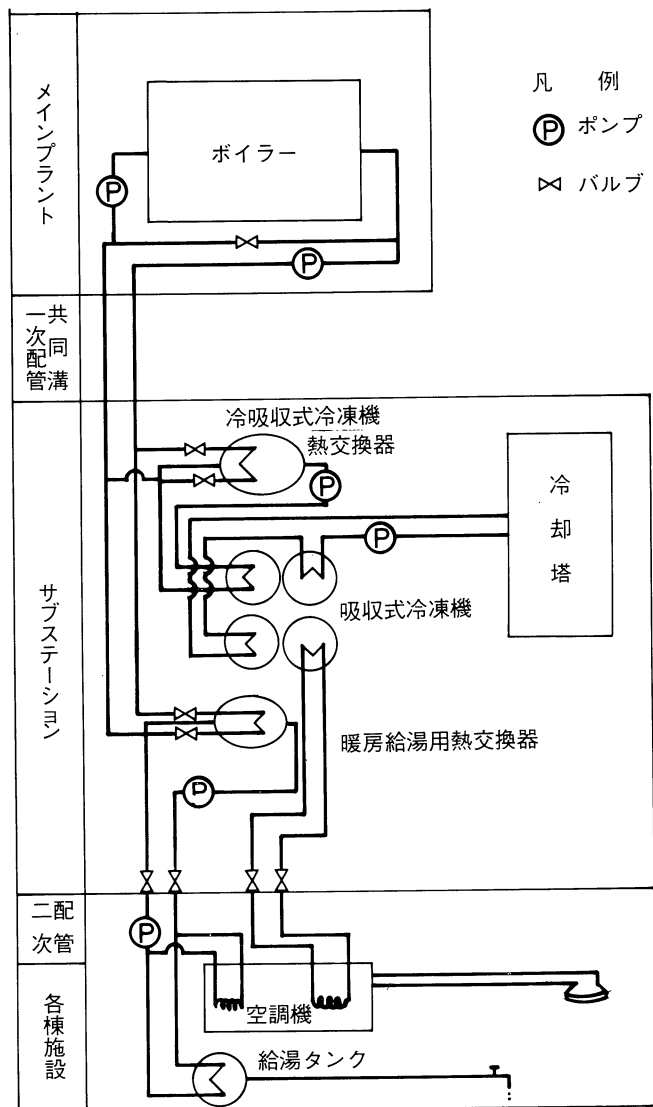 メインプラント
ボイラー
凡 例
Ⓟ ポンプ
バルブ
Ⓟ
Ⓟ
共同溝
一次配管
サブステーション
冷吸収式冷凍機
熱交換器
Ⓟ
冷却塔
Ⓟ
吸収式冷凍機
暖房給湯用熱交換器
Ⓟ
二次
配管
Ⓟ
各棟施設
空調機
給湯タンク